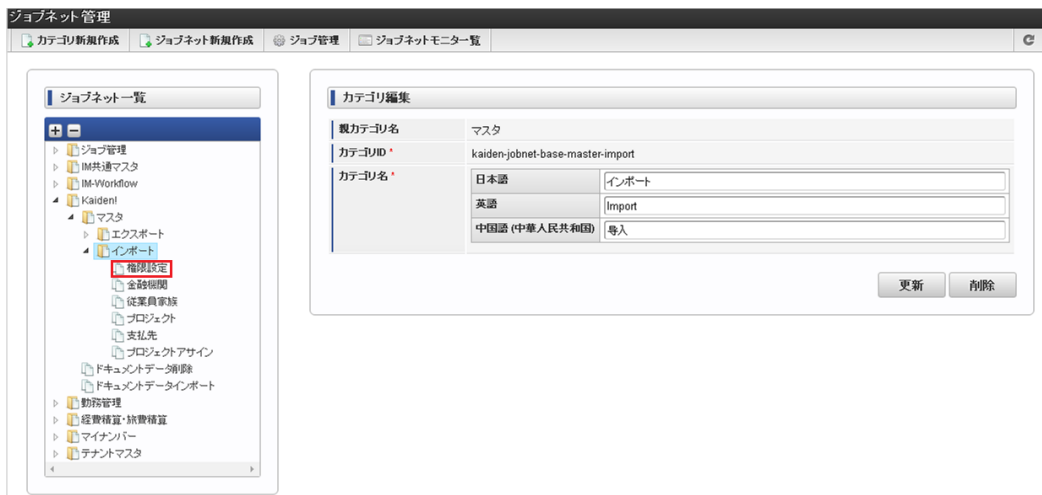 ジョブネット管理
カテゴリ新規作成 ジョブネット新規作成 ジョブ管理 ジョブネットモニタ一覧
ジョブネット一覧
ジョブ管理
IM共通マスタ
IM-Workflow
Kaiden!
マスタ
エクスポート
インポート
権限設定
金融機関
従業員家族
プロジェクト
支払先
プロジェクトアサイン
ドキュメントデータ削除
ドキュメントデータインポート
勤務管理
経費精算・旅費精算
マイナンバー
テナントマスタ
カテゴリ編集
親カテゴリ名 マスタ
カテゴリID * kaiden-jobnet-base-master-import
カテゴリ名 * 日本語 インポート
英語 Import
中国語 (中華人民共和国) 导入
更新 削除